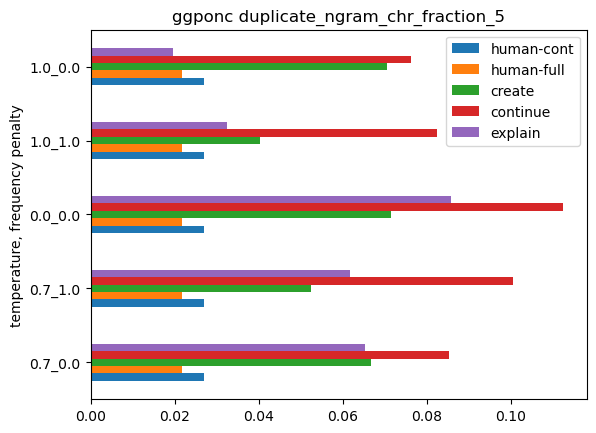 ggponc duplicate_ngram_chr_fraction_5
human-cont
human-full
create
continue
explain
temperature, frequency penalty
1.0_0.0
1.0_1.0
0.0_0.0
0.7_1.0
0.7_0.0
0.00 0.02 0.04 0.06 0.08 0.10